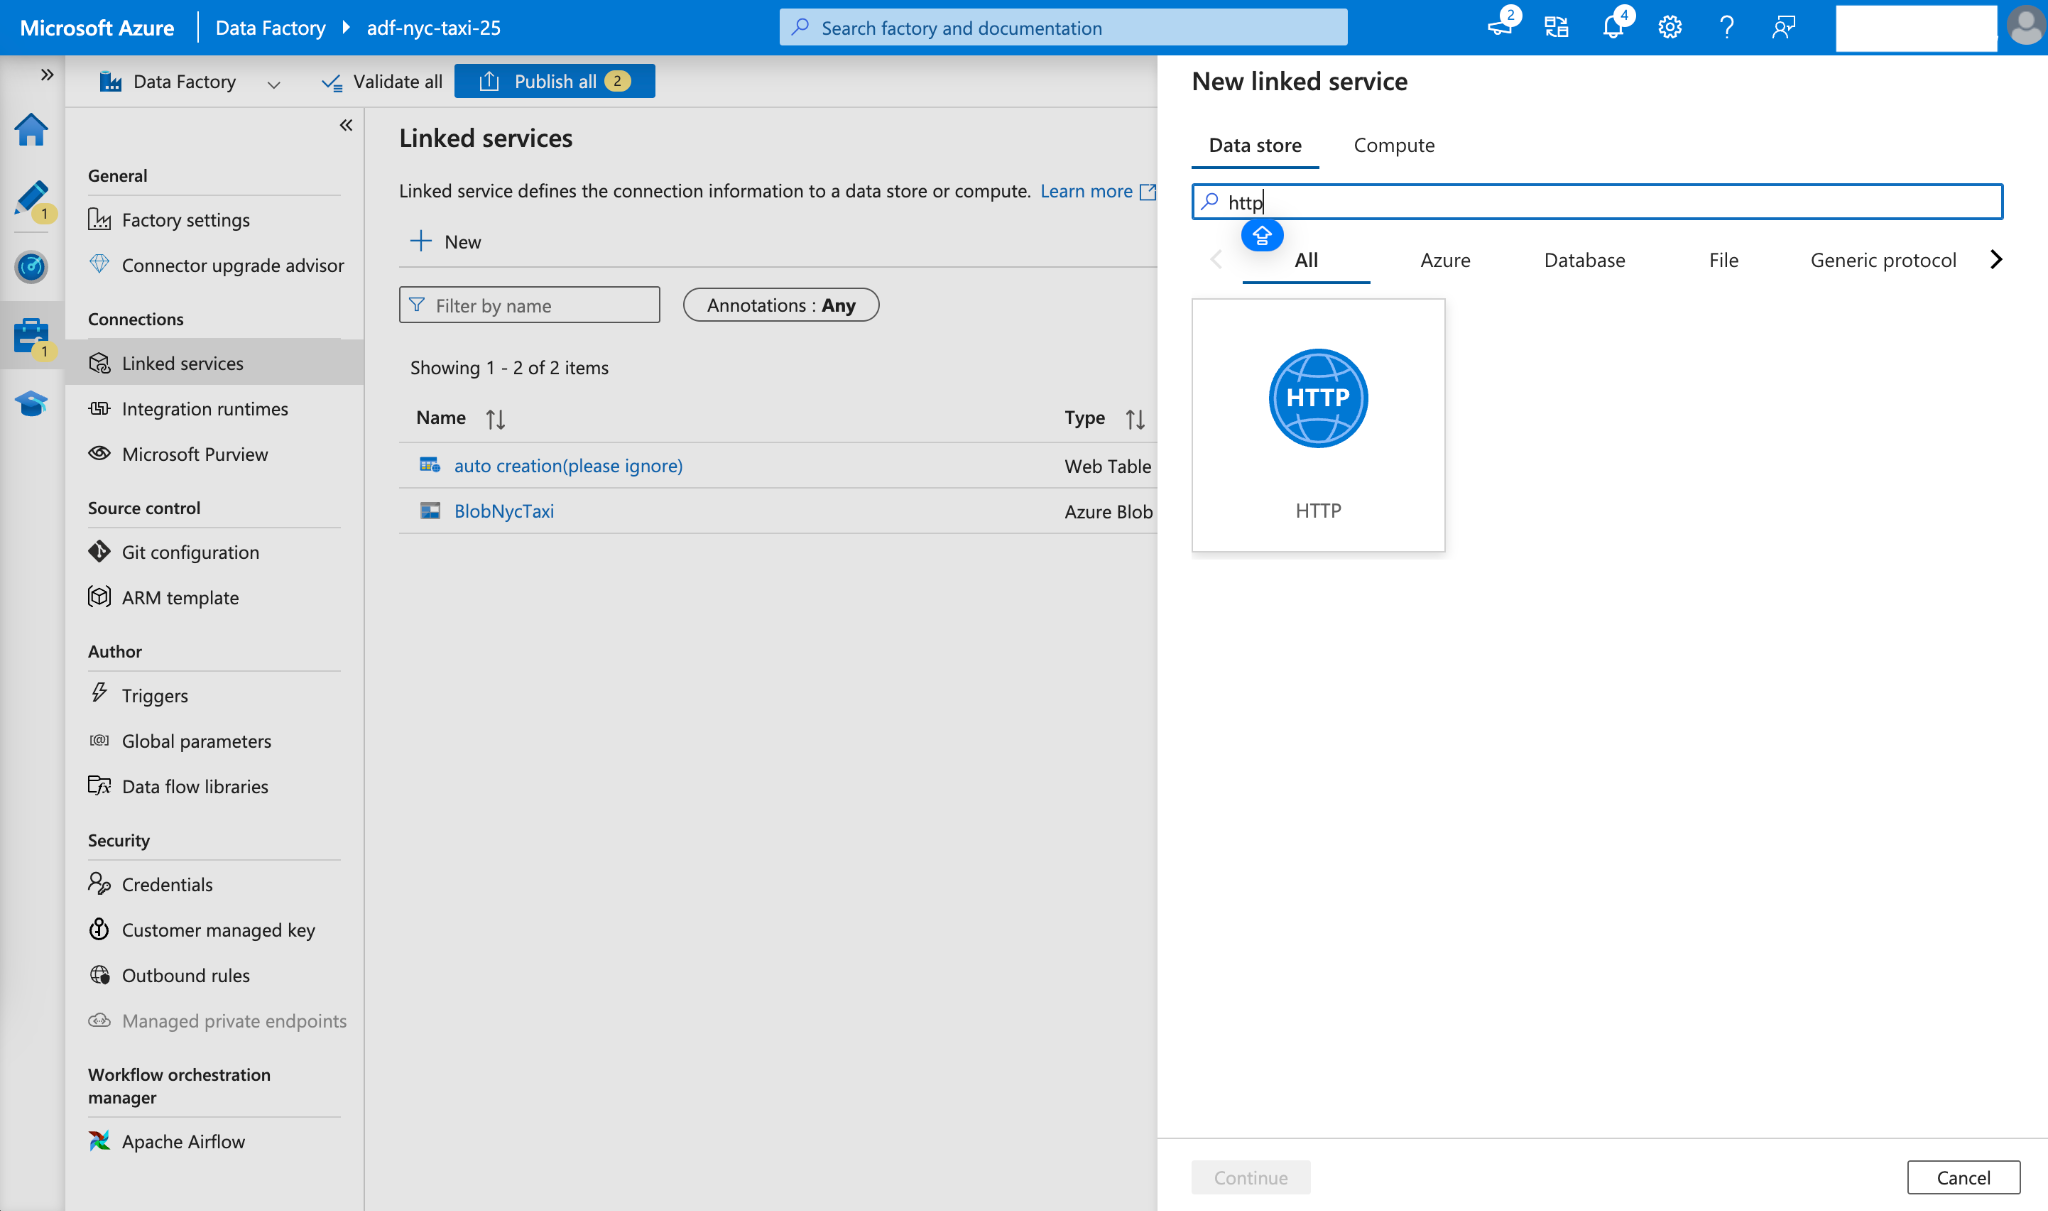 Microsoft Azure
Data Factory
adf-nyc-taxi-25
Search factory and documentation
2
4
Data Factory
Validate all
Publish all 2
1
1
General
Factory settings
Connector upgrade advisor
Connections
Linked services
Integration runtimes
Microsoft Purview
Source control
Git configuration
ARM template
Author
Triggers
Global parameters
Data flow libraries
Security
Credentials
Customer managed key
Outbound rules
Managed private endpoints
Workflow orchestration
manager
Apache Airflow
Linked services
Linked service defines the connection information to a data store or compute. Learn more
New
Filter by name
Annotations : Any
Showing 1 - 2 of 2 items
Name Type
auto creation(please ignore) Web Table
BlobNycTaxi Azure Blob
New linked service
Data store Compute
http
All Azure Database File Generic protocol
HTTP
HTTP
Continue
Cancel